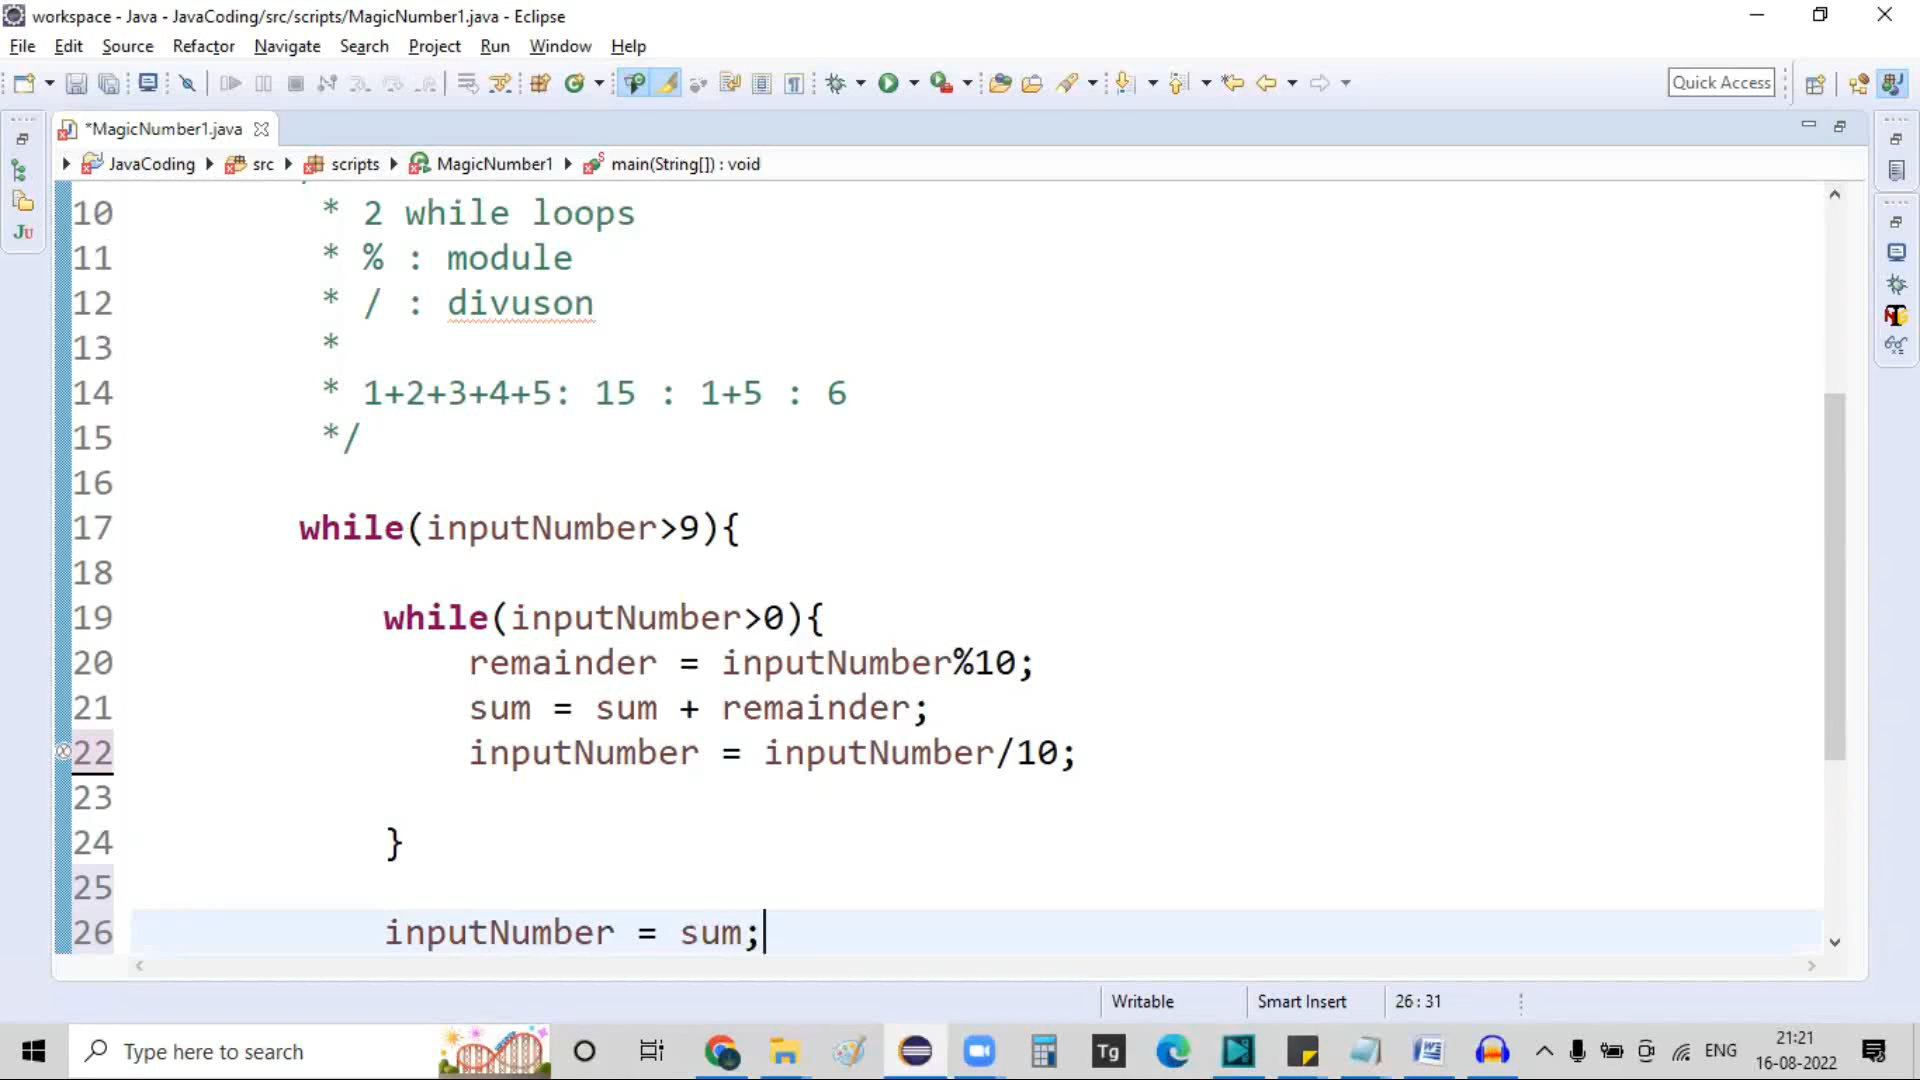 workspace - Java - JavaCoding/src/scripts/MagicNumber1.java - Eclipse
File Edit Source Refactor Navigate Search Project Run Window Help
Quick Access
*MagicNumber1.java
JavaCoding src scripts MagicNumber1 main(String[]) : void
10 * 2 while loops
11 * % : module
12 * / : divuson
13 *
14 * 1+2+3+4+5: 15 : 1+5 : 6
15 */
16
17 while(inputNumber>9){
18
19 while(inputNumber>0){
20 remainder = inputNumber%10;
21 sum = sum + remainder;
22 inputNumber = inputNumber/10;
23
24 }
25
26 inputNumber = sum;
Writable Smart Insert 26 : 31
Type here to search
Tg
ENG
21:21
16-08-2022